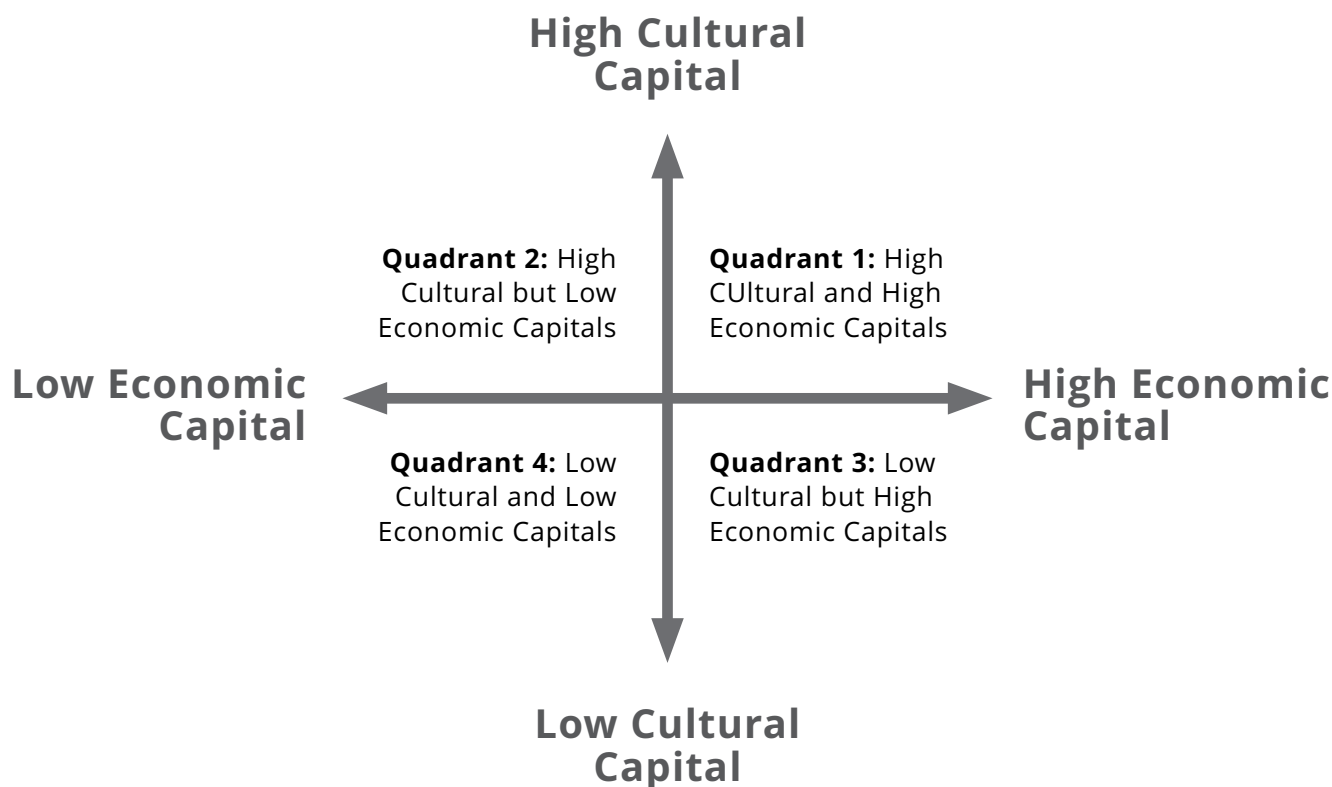 High Cultural
Capital
Quadrant 2: High
Cultural but Low
Economic Capitals
Quadrant 1: High
CUltural and High
Economic Capitals
Low Economic
Capital
High Economic
Capital
Quadrant 4: Low
Cultural and Low
Economic Capitals
Quadrant 3: Low
Cultural but High
Economic Capitals
Low Cultural
Capital